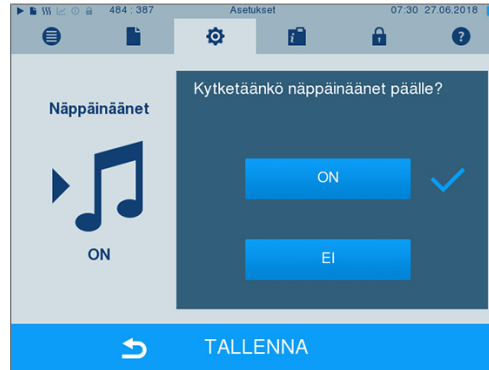 484 : 387 Asetukset 07:30 27.06.2018
Näppäinäänet
ON
Kytketäänkö näppäinäänet päälle?
ON
EI
TALLENNA